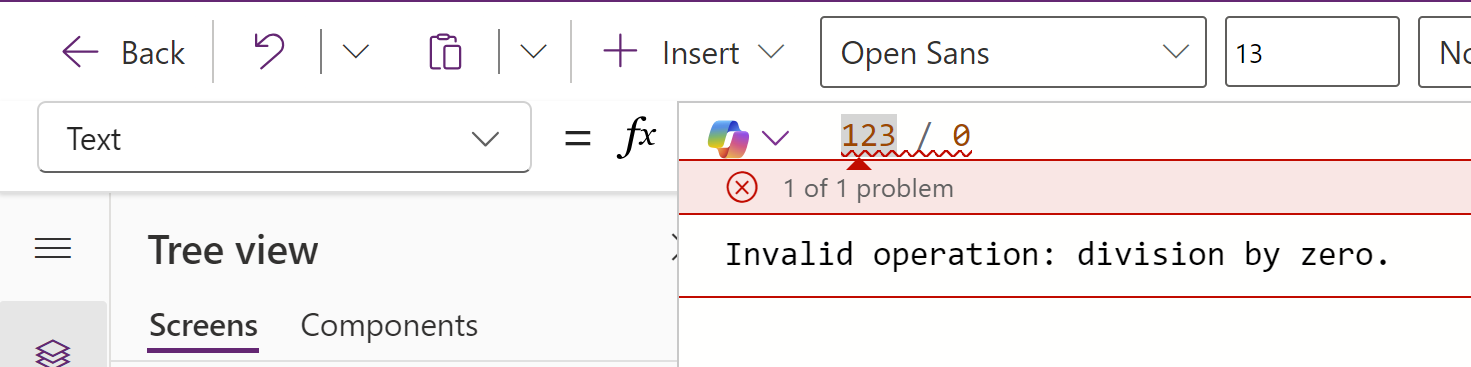 Back
Insert
Open Sans
13
Text
= fx
123 / 0
1 of 1 problem
Invalid operation: division by zero.
Tree view
Screens
Components